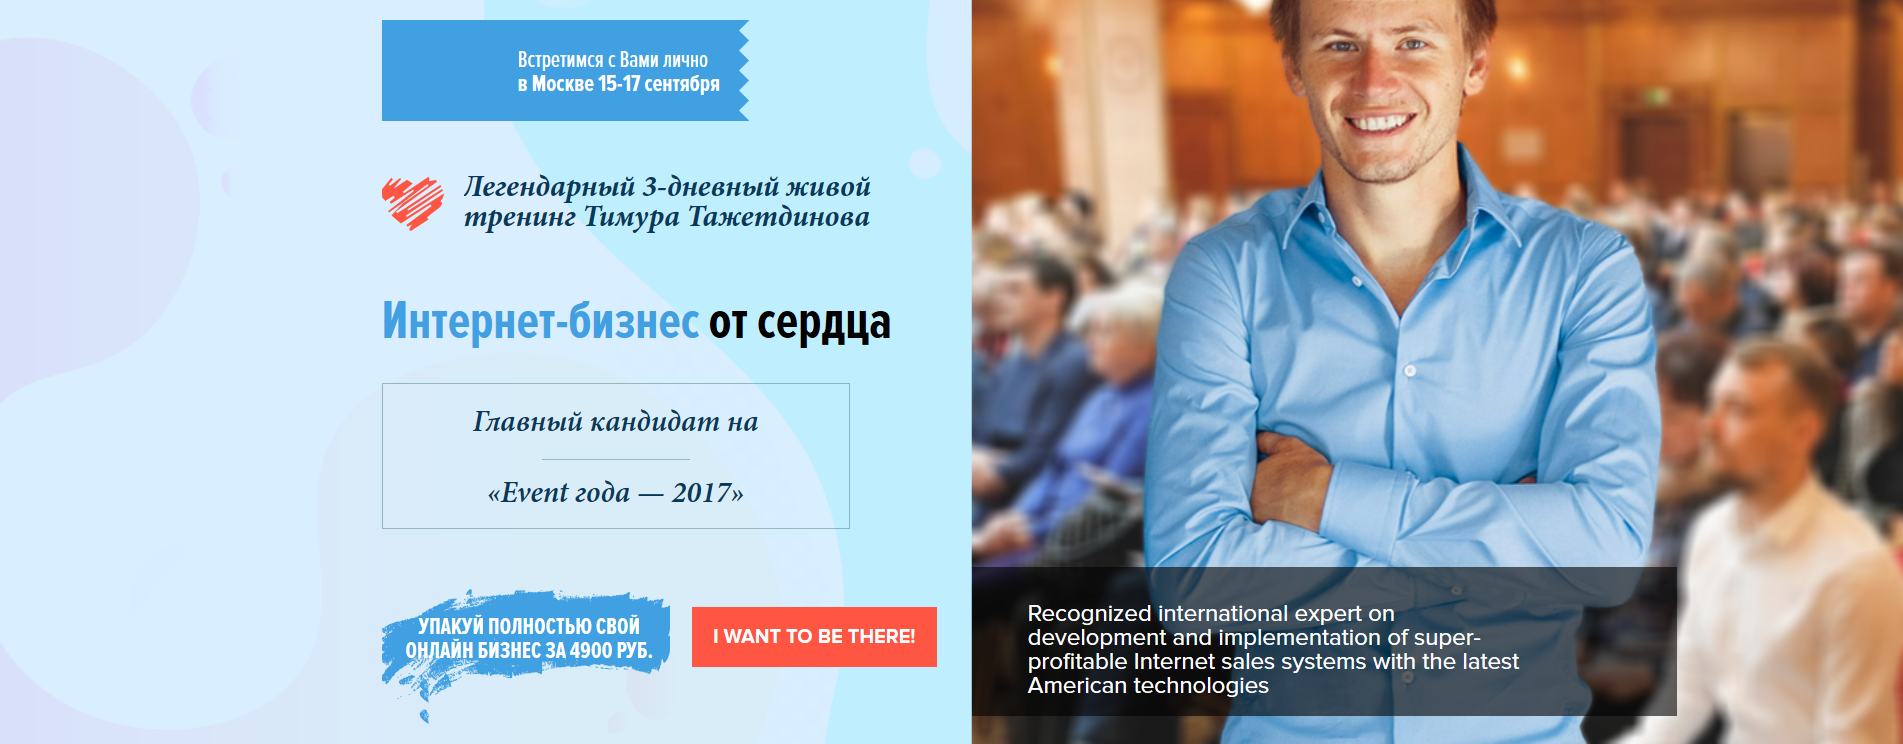 Встретимся с Вами лично
в Москве 15-17 сентября
Легендарный 3-дневный живой
тренинг Тимура Тажетдинова
Интернет-бизнес от сердца
Главный кандидат на
«Event года — 2017»
УПАКУЙ ПОЛНОСТЬЮ СВОЙ
ОНЛАЙН БИЗНЕС ЗА 4900 РУБ.
I WANT TO BE THERE!
Recognized international expert on
development and implementation of super-
profitable Internet sales systems with the latest
American technologies